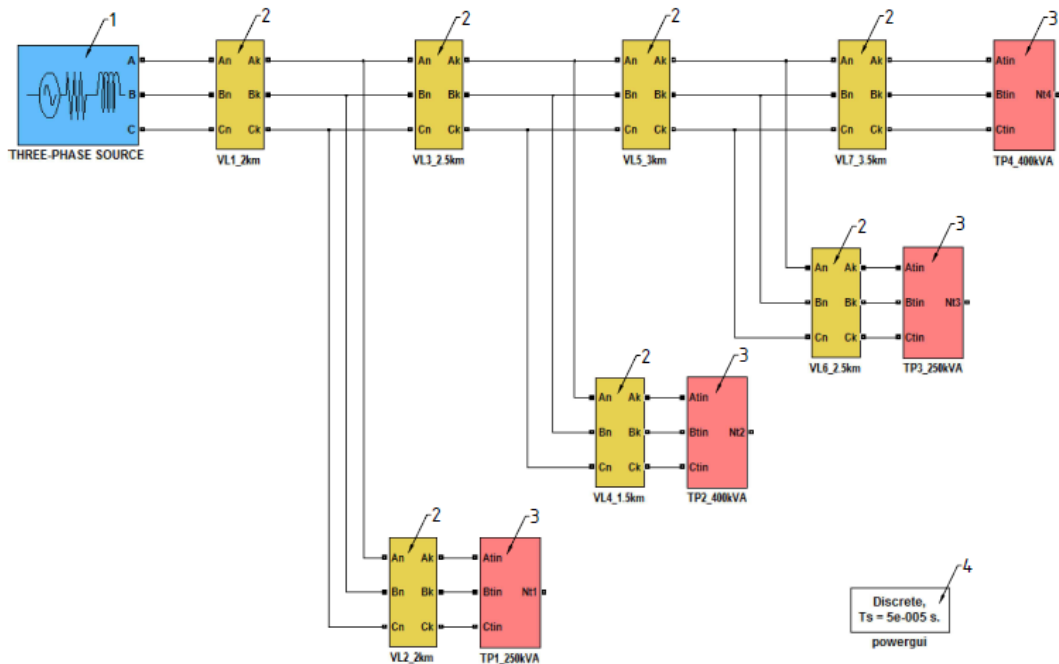 1
2
2
2
2
3
A
B
C
THREE-PHASE SOURCE
An Ak
Bn Bk
Cn Ck
VL1_2km
An Ak
Bn Bk
Cn Ck
VL3_2.5km
An Ak
Bn Bk
Cn Ck
VL5_3km
An Ak
Bn Bk
Cn Ck
VL7_3.5km
Atin
Btin Nt4
Ctin
TP4_400kVA
2
3
An Ak
Bn Bk
Cn Ck
VL6_2.5km
Atin
Btin Nt3
Ctin
TP3_250kVA
2
3
An Ak
Bn Bk
Cn Ck
VL4_1.5km
Atin
Btin Nt2
Ctin
TP2_400kVA
2
3
An Ak
Bn Bk
Cn Ck
VL2_2km
Atin
Btin Nt1
Ctin
TP1_250kVA
4
Discrete,
Ts = 5e-005 s.
powergui